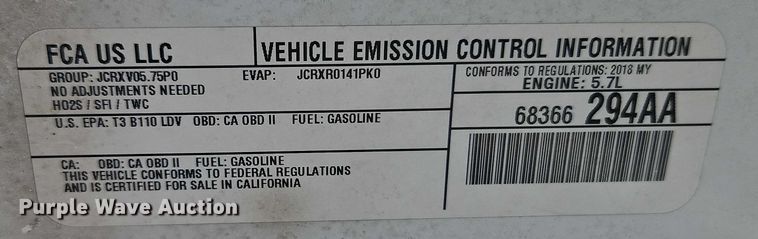 FCA US LLC
VEHICLE EMISSION CONTROL INFORMATION
GROUP: JCRXV05.75P0 EVAP: JCRXR0141PK0
NO ADJUSTMENTS NEEDED
HO2S / SFI / TWC
CONFORMS TO REGULATIONS: 2018 MY
ENGINE: 5.7L
68366 294AA
U.S. EPA: T3 B110 LDV OBD: CA OBD II FUEL: GASOLINE
CA: OBD: CA OBD II FUEL: GASOLINE
THIS VEHICLE CONFORMS TO FEDERAL REGULATIONS
AND IS CERTIFIED FOR SALE IN CALIFORNIA
Purple Wave Auction